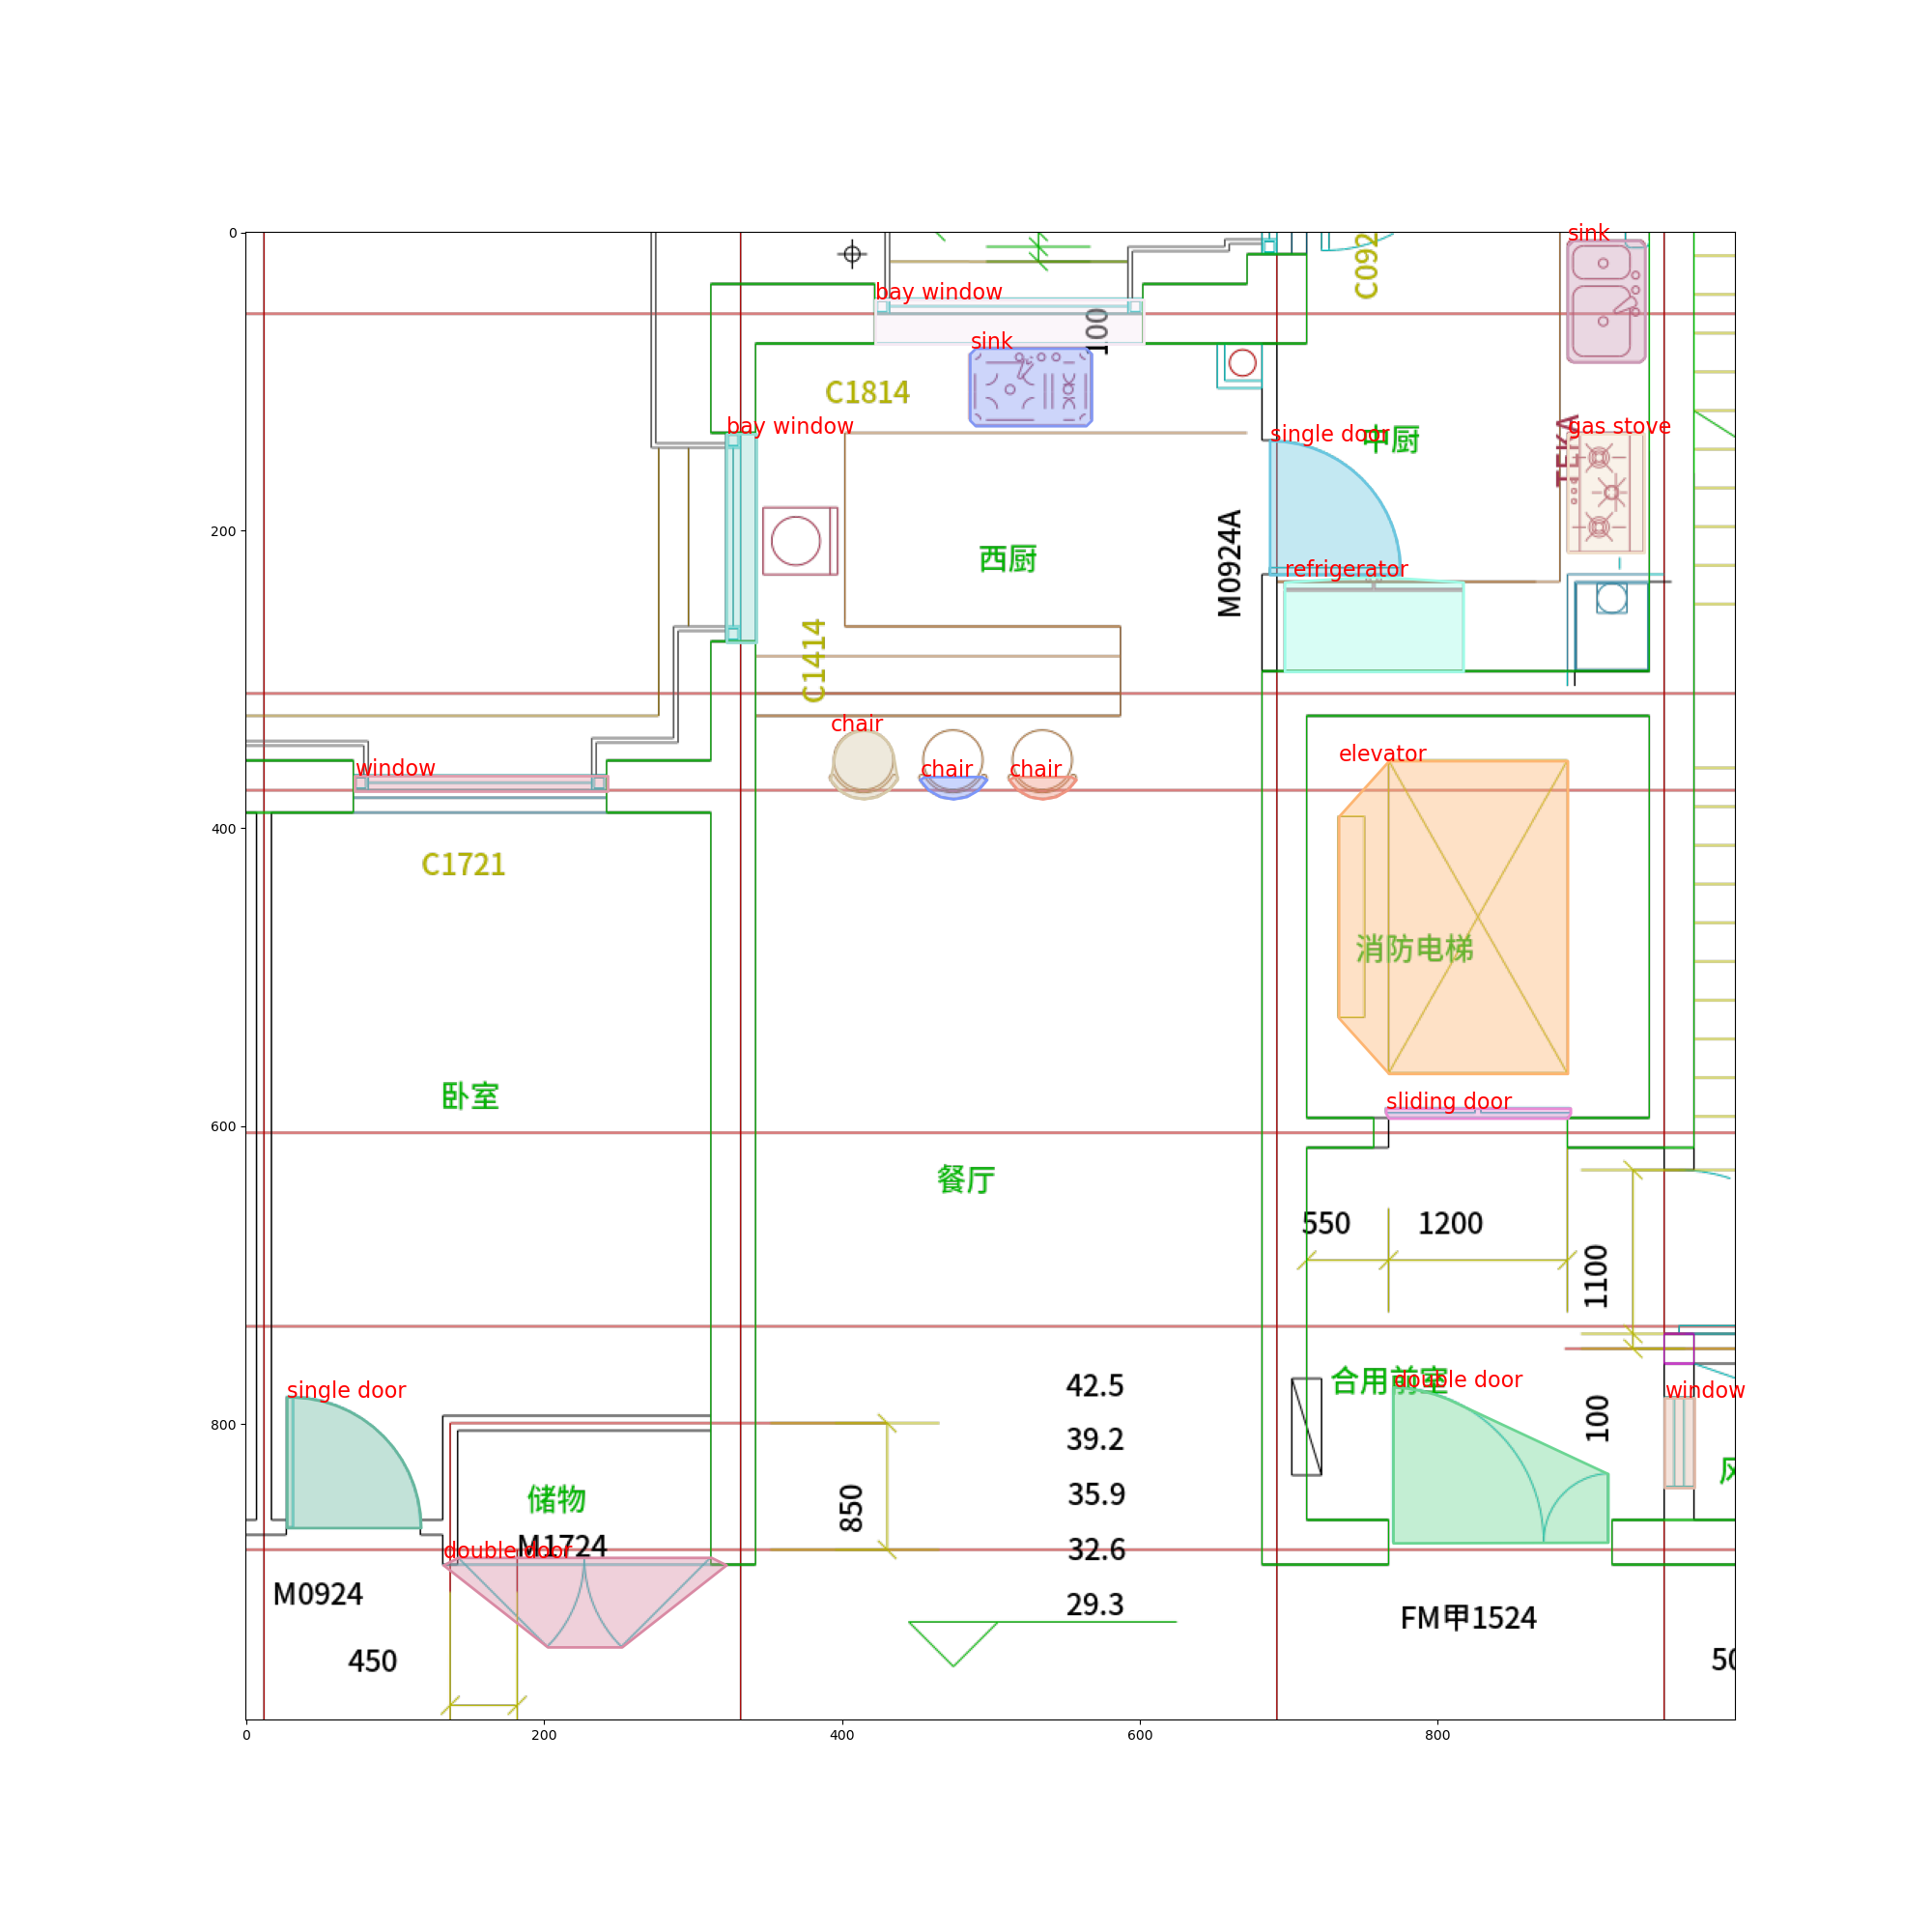 0
sink
bay window
100
C092
sink
C1814
bay window
single door
中厨
TEKA
gas stove
200
西厨
M0924A
refrigerator
C1414
chair
chair
chair
elevator
window
400
C1721
消防电梯
sliding door
卧室
600
餐厅
550
1200
1100
42.5
合用前室
double door
single door
window
39.2
100
800
35.9
风
储物
850
M1724
double door
32.6
M0924
29.3
FM甲1524
450
50
0
200
400
600
800